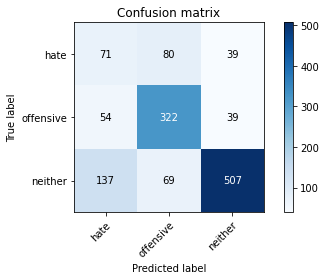 Confusion matrix
True label
hate 71 80 39
offensive 54 322 39
neither 137 69 507
hate offensive neither
Predicted label
500
400
300
200
100